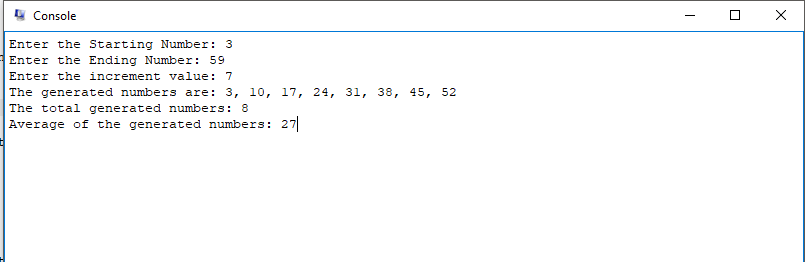 Console
Enter the Starting Number: 3
Enter the Ending Number: 59
Enter the increment value: 7
The generated numbers are: 3, 10, 17, 24, 31, 38, 45, 52
The total generated numbers: 8
Average of the generated numbers: 27